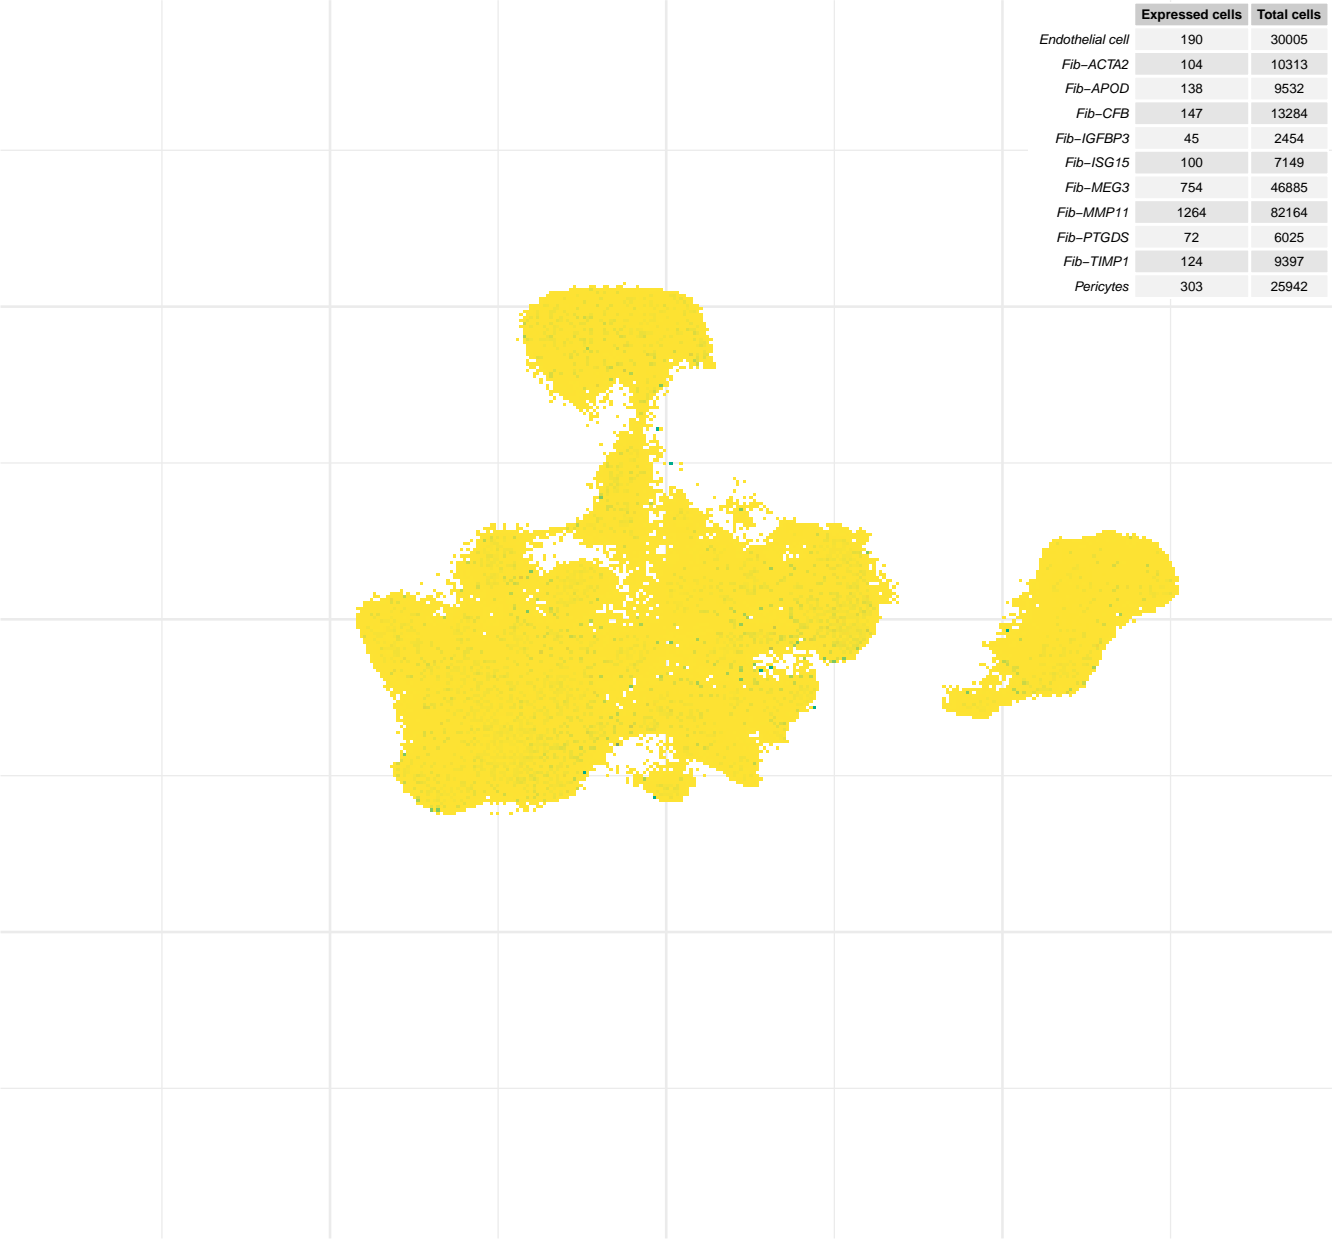 Expressed cells Total cells
Endothelial cell 190 30005
Fib−ACTA2 104 10313
Fib−APOD 138 9532
Fib−CFB 147 13284
Fib−IGFBP3 45 2454
Fib−ISG15 100 7149
Fib−MEG3 754 46885
Fib−MMP11 1264 82164
Fib−PTGDS 72 6025
Fib−TIMP1 124 9397
Pericytes 303 25942